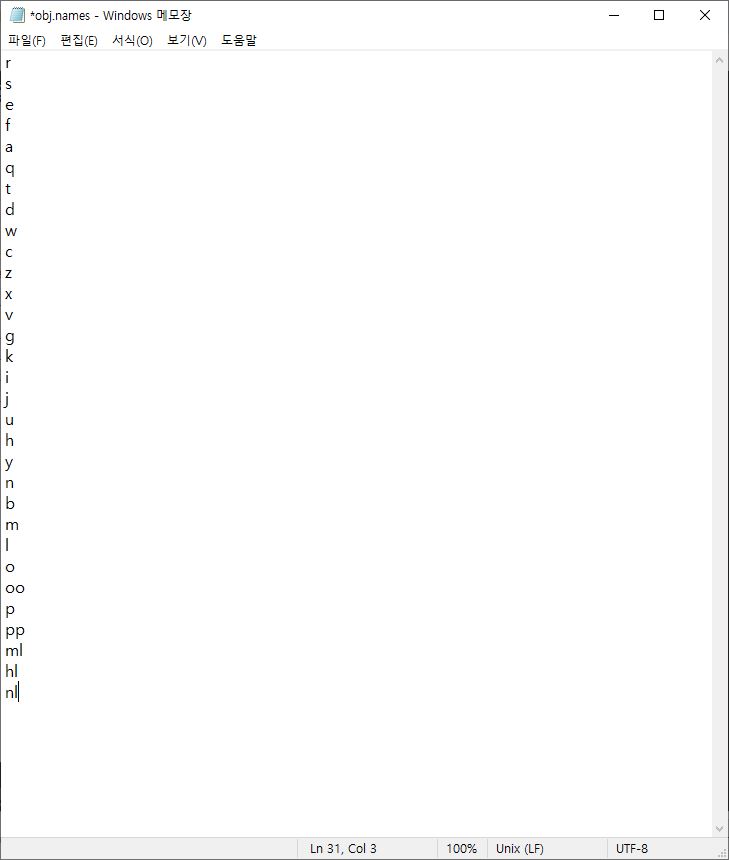 *obj.names - Windows 메모장
파일(F) 편집(E) 서식(O) 보기(V) 도움말
r
s
e
f
a
q
t
d
w
c
z
x
v
g
k
i
j
u
h
y
n
b
m
l
o
oo
p
pp
ml
hl
nl
Ln 31, Col 3 100% Unix (LF) UTF-8